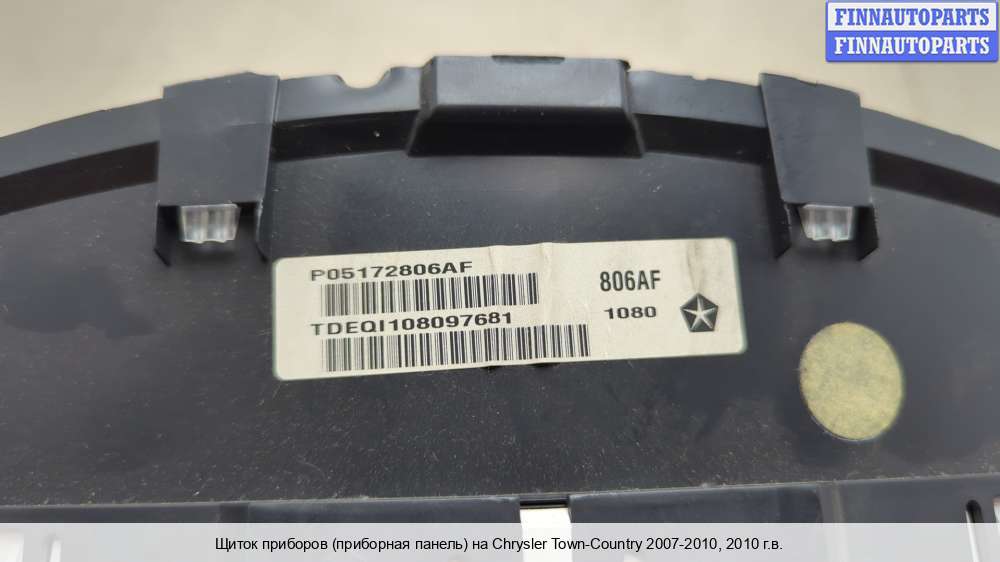 FINNAUTOPARTS
FINNAUTOPARTS
P05172806AF
806AF
TDEQI108097681
1080
Щиток приборов (приборная панель) на Chrysler Town-Country 2007-2010, 2010 г.в.